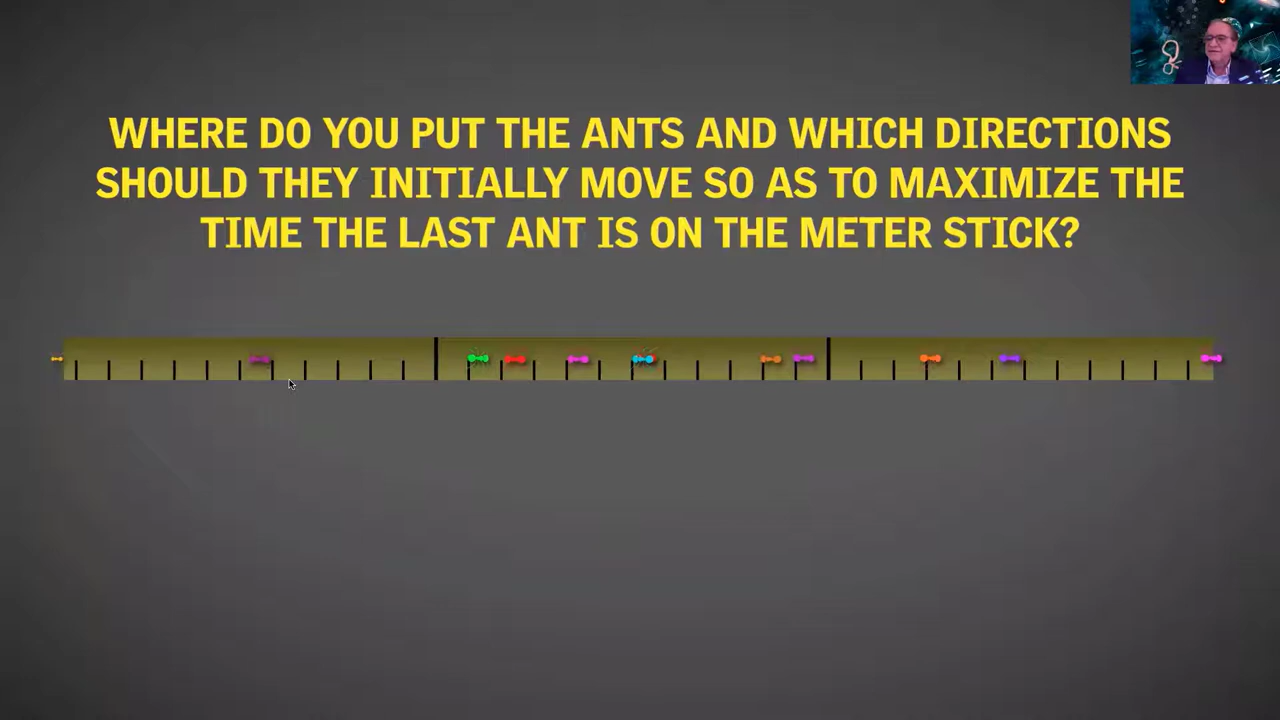 WHERE DO YOU PUT THE ANTS AND WHICH DIRECTIONS
SHOULD THEY INITIALLY MOVE SO AS TO MAXIMIZE THE
TIME THE LAST ANT IS ON THE METER STICK?